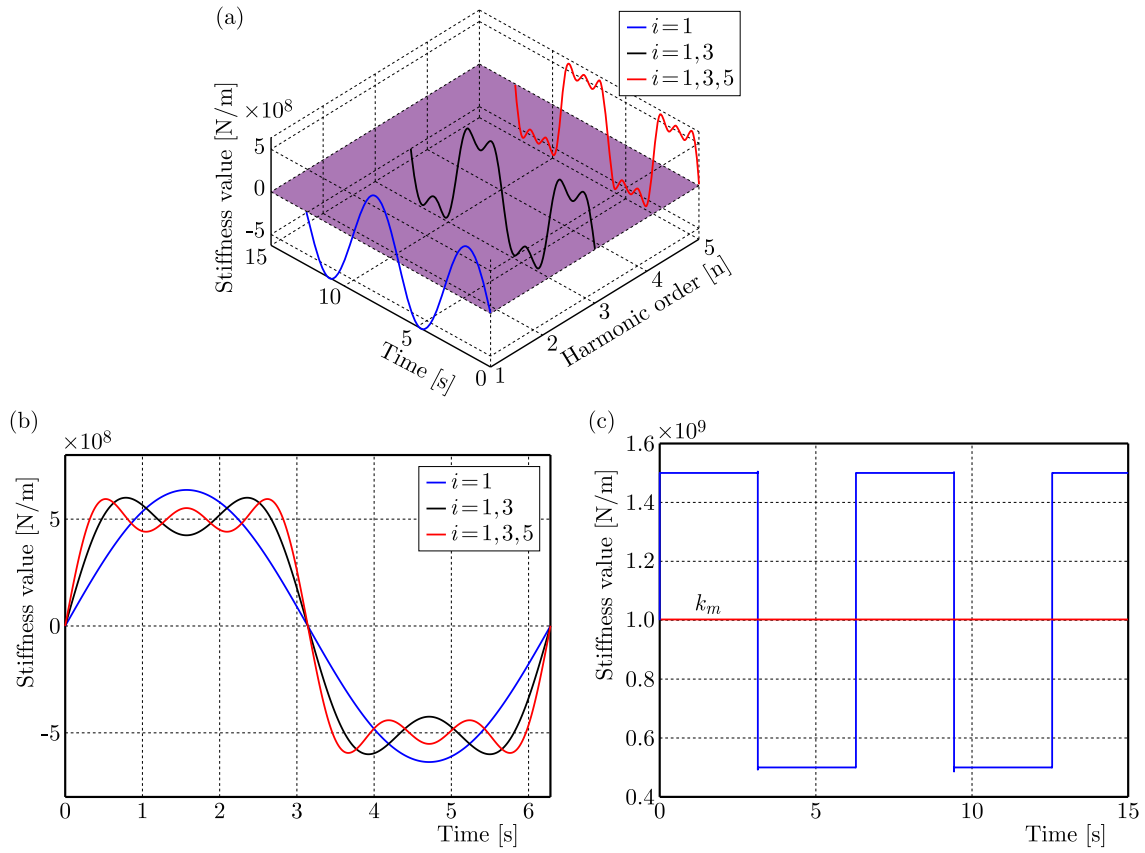 (a)
i=1
i=1,3
i=1,3,5
Stiffness value [N/m]
×10⁸
5
0
-5
15
10
5
0
Time [s]
1
2
3
4
5
Harmonic order [n]
(b)
×10⁸
Stiffness value [N/m]
5
0
-5
i=1
i=1,3
i=1,3,5
0 1 2 3 4 5 6
Time [s]
(c)
×10⁹
Stiffness value [N/m]
1.6
1.4
1.2
1.0
0.8
0.6
0.4
kₘ
0 5 10 15
Time [s]